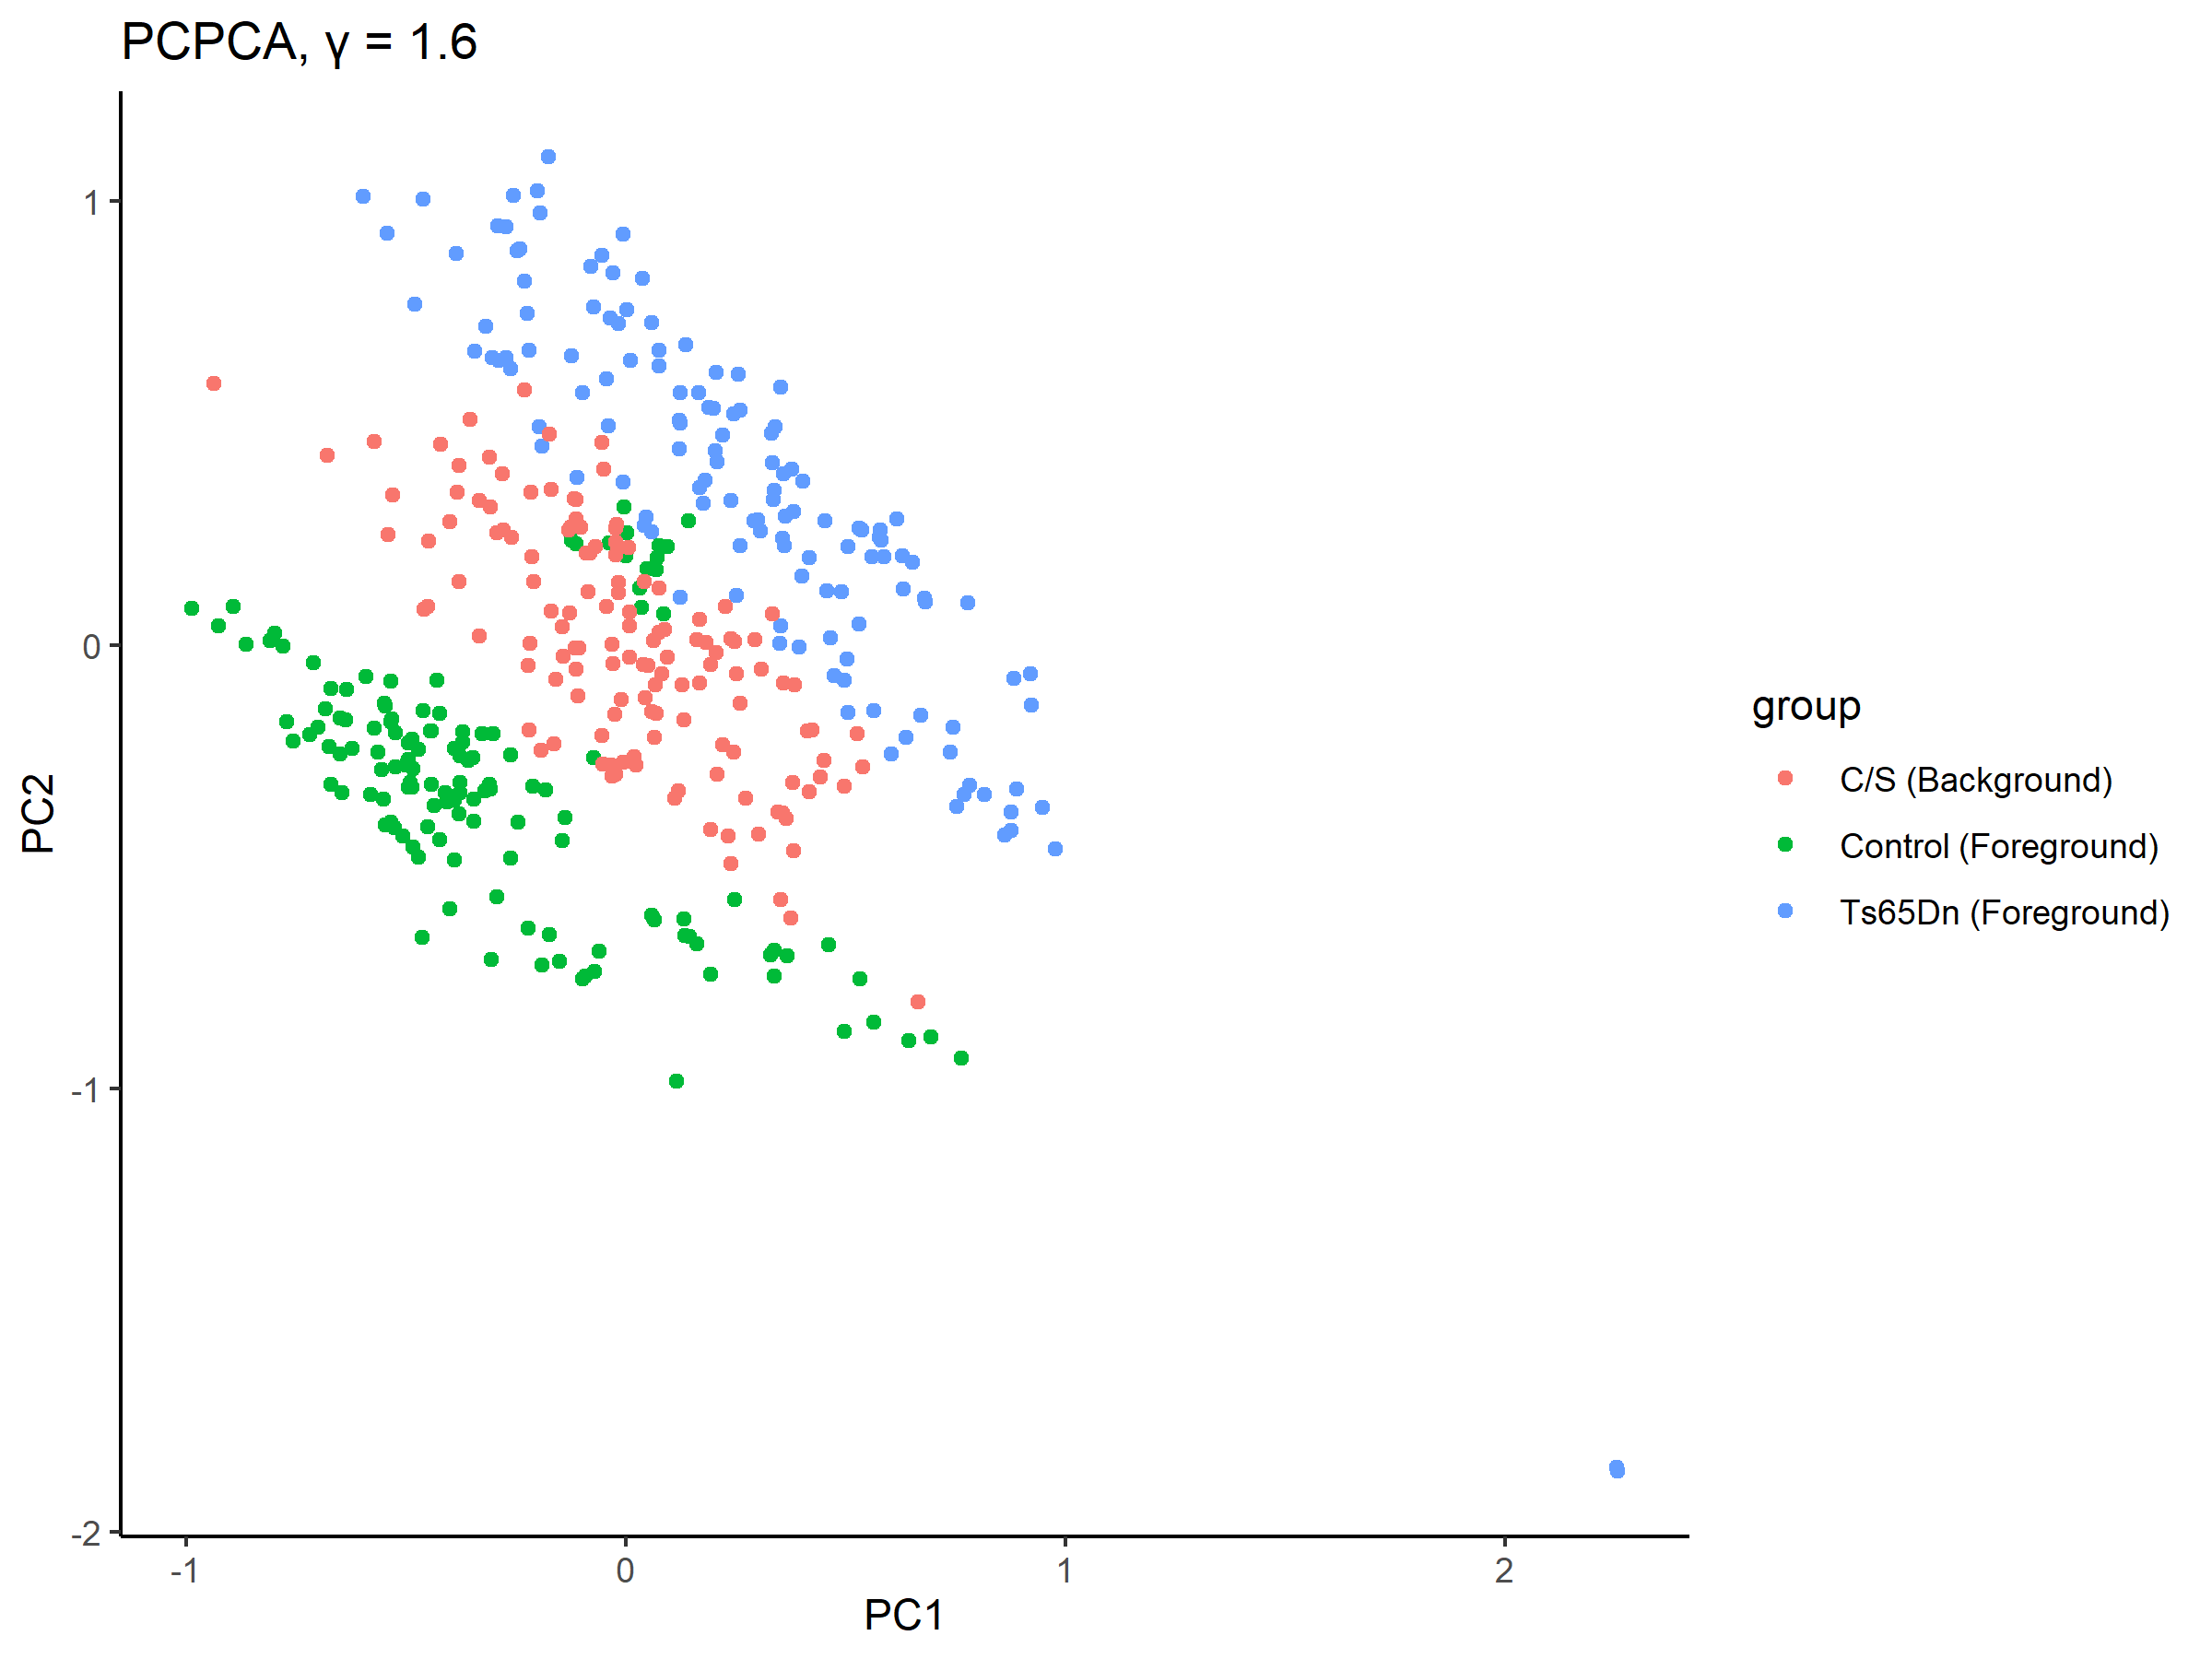 PCPCA, γ = 1.6
1
0
-1
-2
PC2
-1
0
1
2
PC1
group
C/S (Background)
Control (Foreground)
Ts65Dn (Foreground)